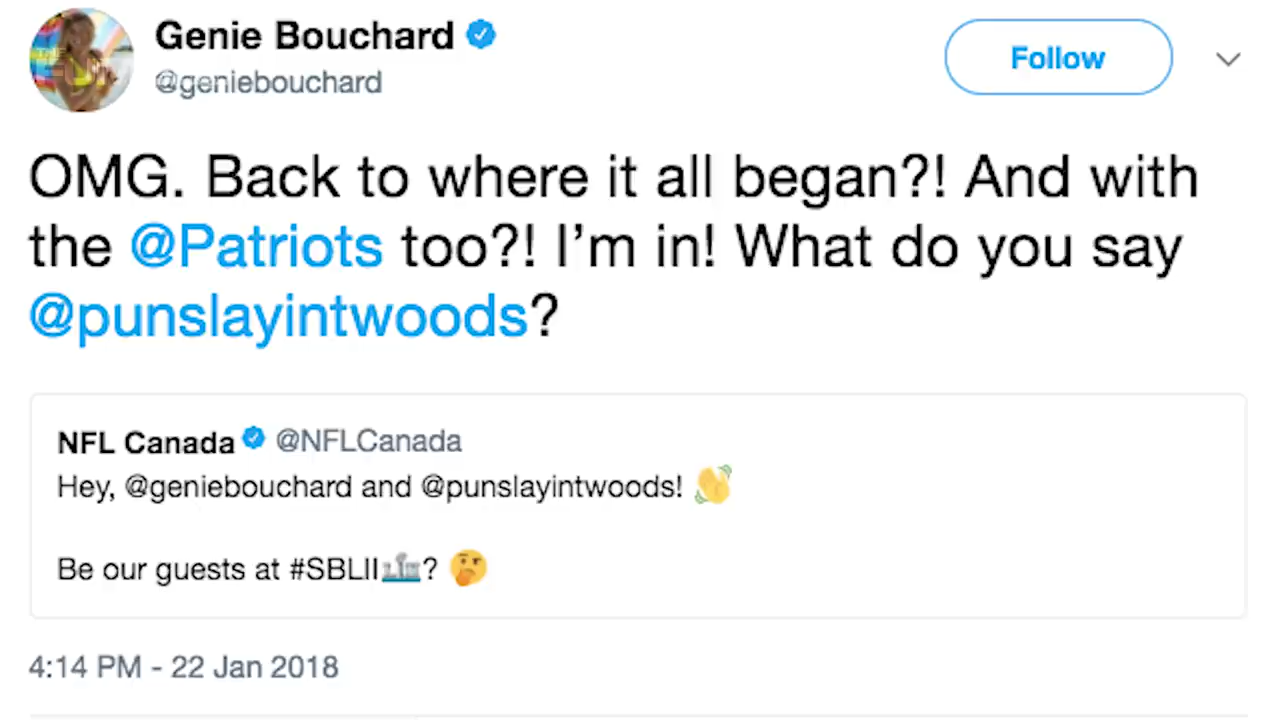 Genie Bouchard
@geniebouchard
Follow
OMG. Back to where it all began?! And with
the @Patriots too?! I’m in! What do you say
@punslayintwoods?
NFL Canada @NFLCanada
Hey, @geniebouchard and @punslayintwoods! 👋
Be our guests at #SBLII? 🤔
4:14 PM - 22 Jan 2018